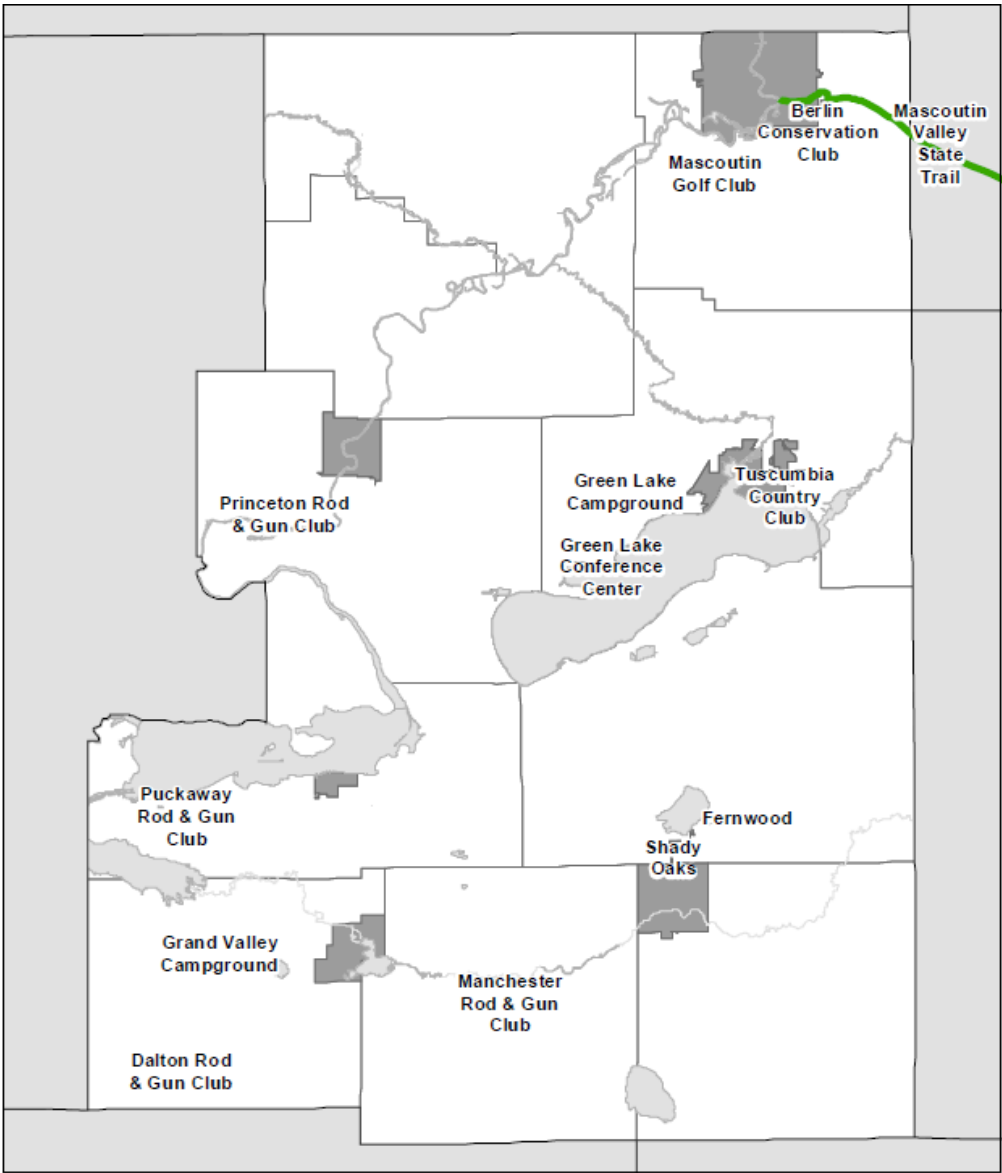 Berlin
Conservation
Club
Mascoutin
Valley
State
Trail
Mascoutin
Golf Club
Princeton Rod
& Gun Club
Green Lake
Campground
Tuscumbia
Country
Club
Green Lake
Conference
Center
Puckaway
Rod & Gun
Club
Fernwood
Shady
Oaks
Grand Valley
Campground
Manchester
Rod & Gun
Club
Dalton Rod
& Gun Club